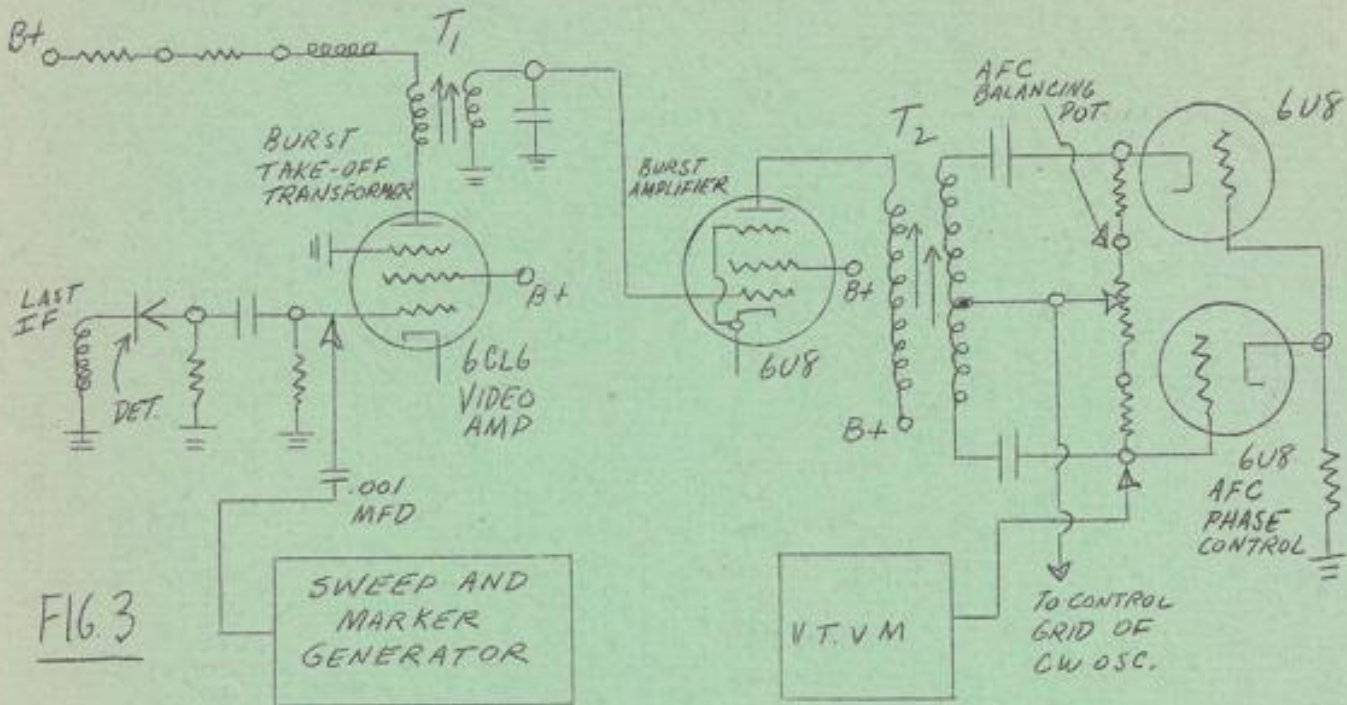 B+
T1
BURST
TAKE-OFF
TRANSFORMER
LAST
IF
DET.
6CL6
VIDEO
AMP
B+
.001
MFD
SWEEP AND
MARKER
GENERATOR
FIG. 3
BURST
AMPLIFIER
B+
6U8
T2
B+
AFC
BALANCING
POT.
6U8
6U8
AFC
PHASE
CONTROL
V.T.V.M
TO CONTROL
GRID OF
CW OSC.